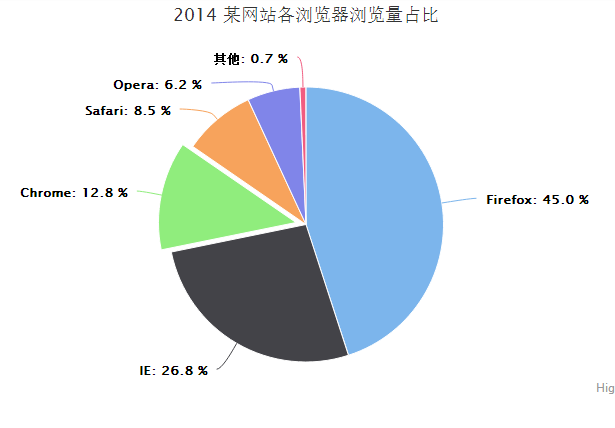 2014 某网站各浏览器浏览量占比
其他: 0.7 %
Opera: 6.2 %
Safari: 8.5 %
Chrome: 12.8 %
Firefox: 45.0 %
IE: 26.8 %
Hig